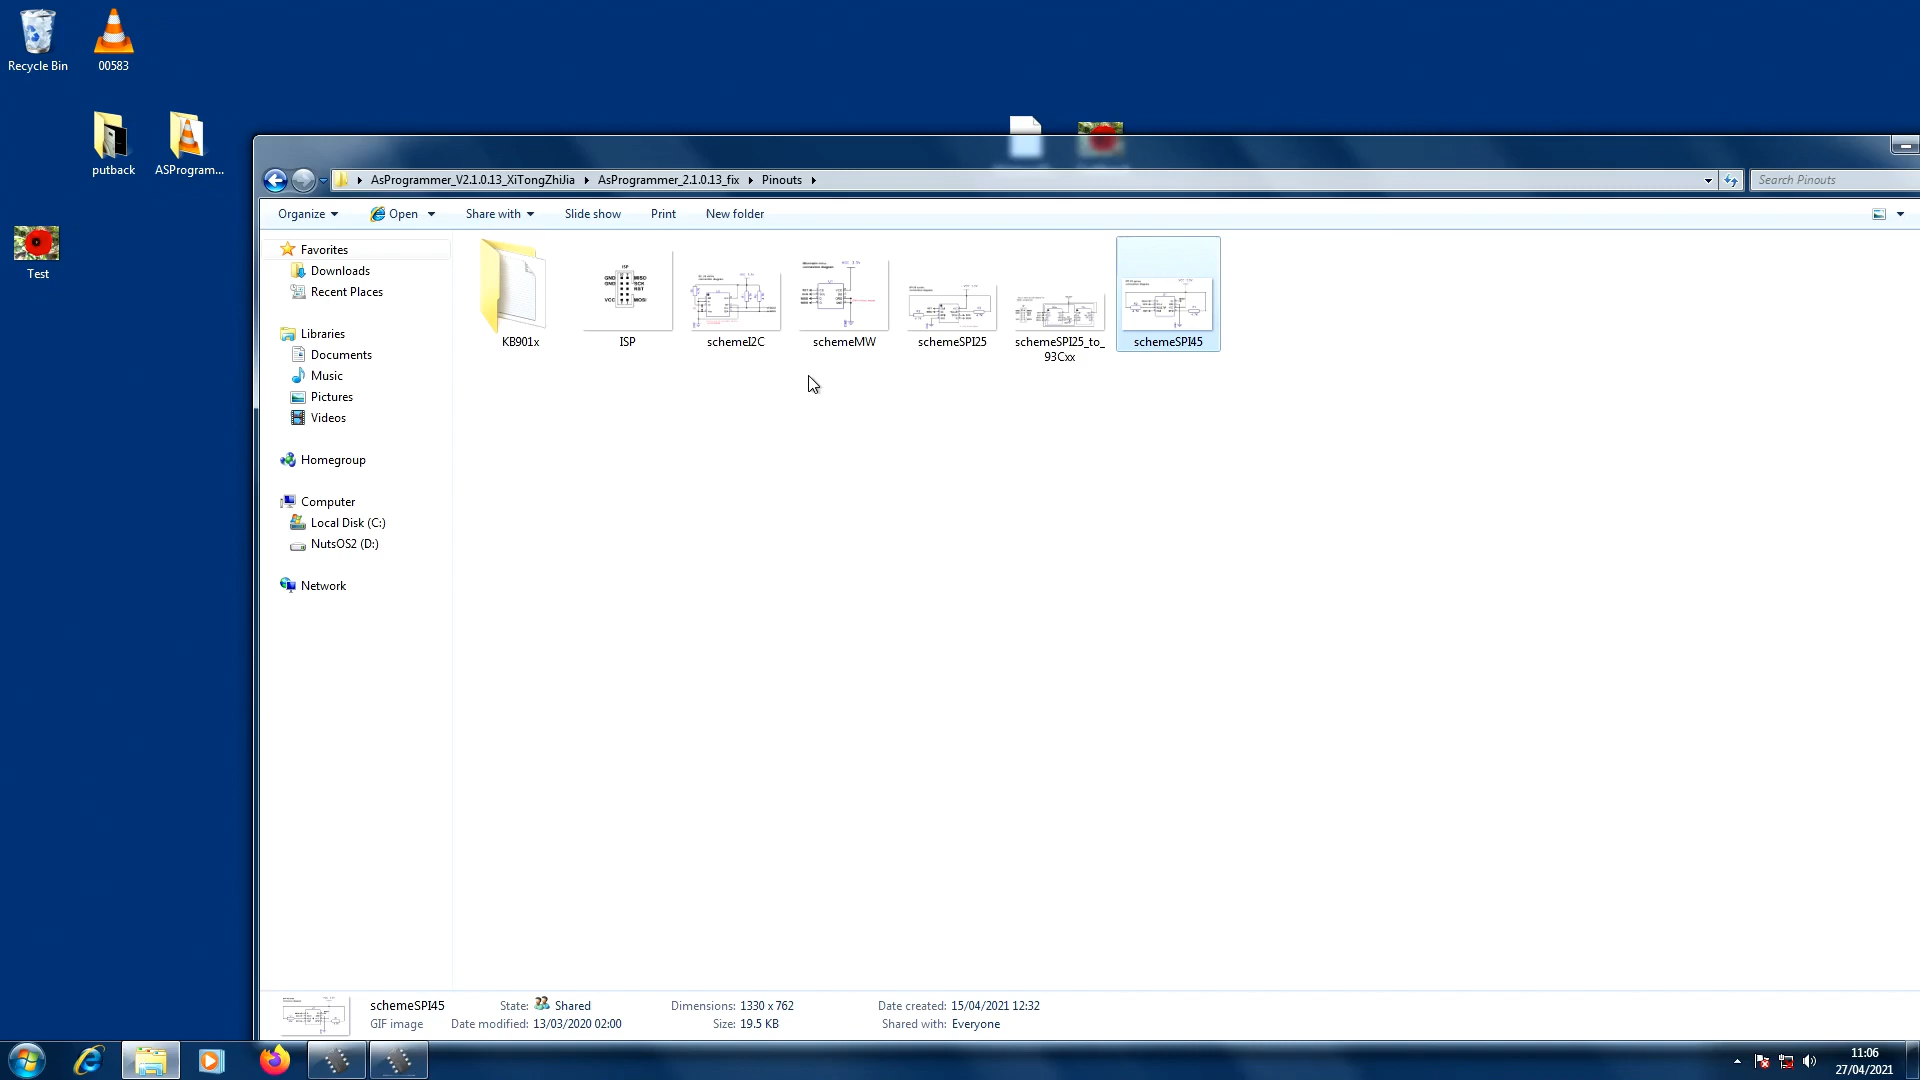 Recycle Bin
00583
putback
ASProgram...
Test
AsProgrammer_V2.1.0.13_XiTongZhiJia
AsProgrammer_2.1.0.13_fix
Pinouts
Search Pinouts
Organize
Open
Share with
Slide show
Print
New folder
Favorites
Downloads
Recent Places
Libraries
Documents
Music
Pictures
Videos
Homegroup
Computer
Local Disk (C:)
NutsOS2 (D:)
Network
KB901x
ISP
schemeI2C
schemeMW
schemeSPI25
schemeSPI25_to_
93Cxx
schemeSPI45
schemeSPI45
State: Shared
Dimensions: 1330 x 762
Date created: 15/04/2021 12:32
GIF image
Date modified: 13/03/2020 02:00
Size: 19.5 KB
Shared with: Everyone
11:06
27/04/2021